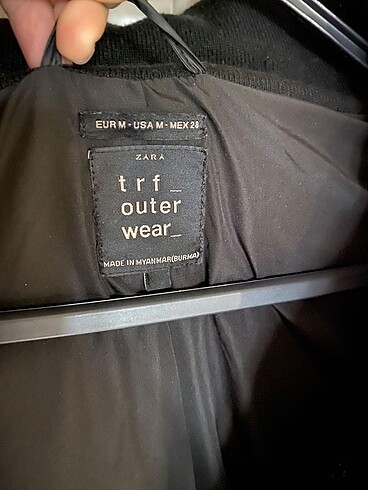 EUR M - USA M - MEX 28
ZARA
trf_
outer
wear_
MADE IN MYANMAR(BURMA)